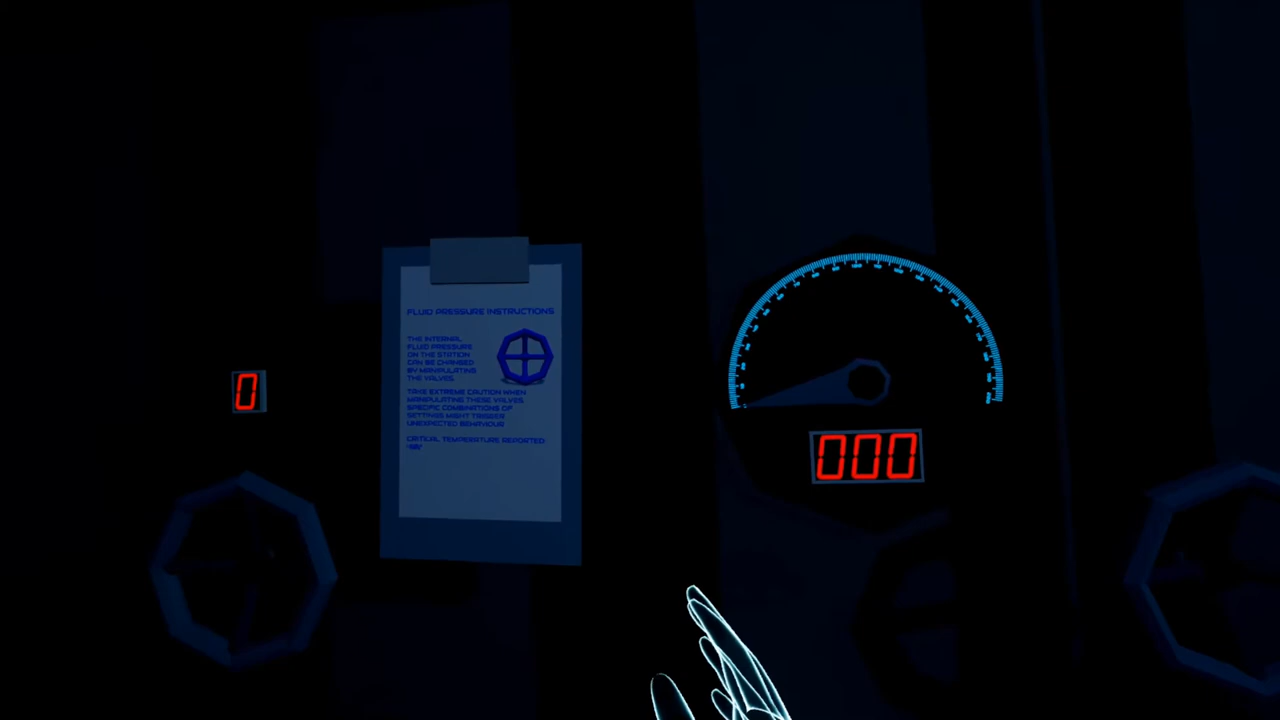 FLUID PRESSURE INSTRUCTIONS
THE INTERNAL
FLUID PRESSURE
ON THE STATION
CAN BE CHANGED
BY MANIPULATING
THE VALVES.
TAKE EXTREME CAUTION WHEN
MANIPULATING THESE VALVES
SPECIFIC COMBINATIONS OF
SETTINGS MIGHT TRIGGER
UNEXPECTED BEHAVIOUR
CRITICAL TEMPERATURE REPORTED:
0
000